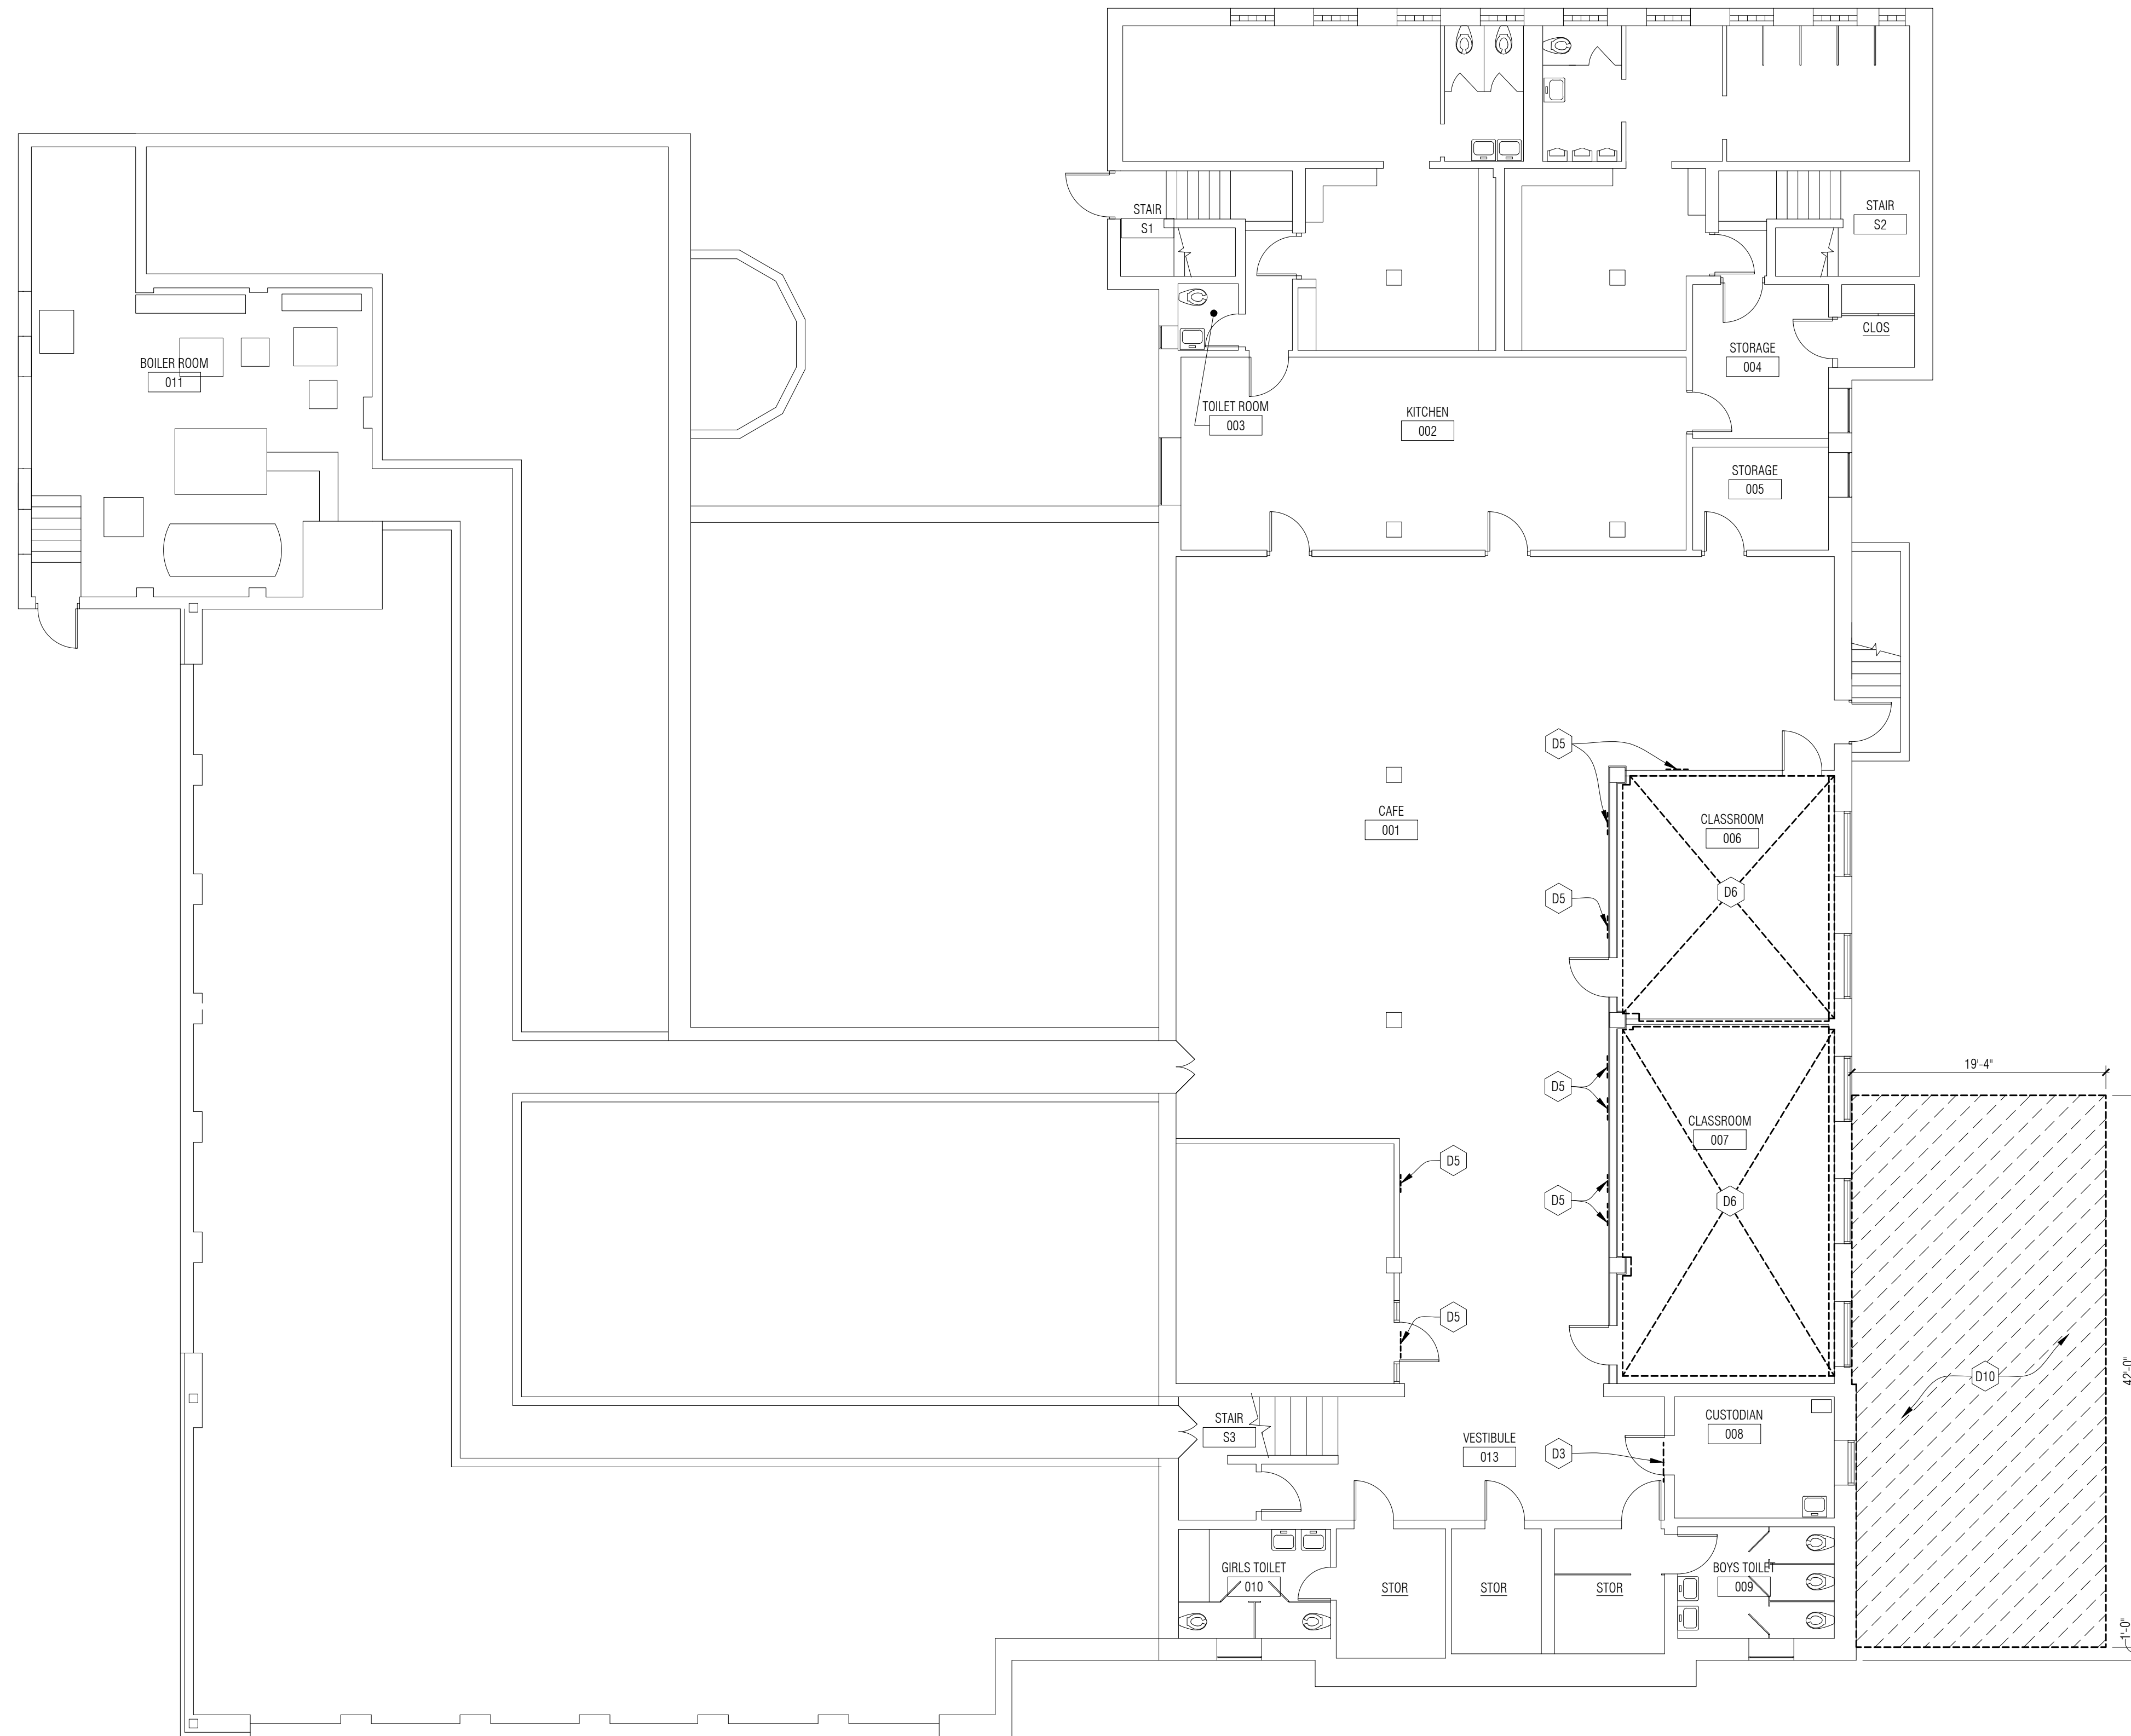 STAIR
S1
STAIR
S2
CLOS
STORAGE
004
BOILER ROOM
011
TOILET ROOM
003
KITCHEN
002
STORAGE
005
D5
CAFE
001
CLASSROOM
006
D6
D5
19'-4"
D5
CLASSROOM
007
D5
D5
D6
D5
42'-0"
D10
STAIR
S3
VESTIBULE
013
D3
CUSTODIAN
008
GIRLS TOILET
010
STOR
STOR
STOR
BOYS TOILET
009
1'-0"